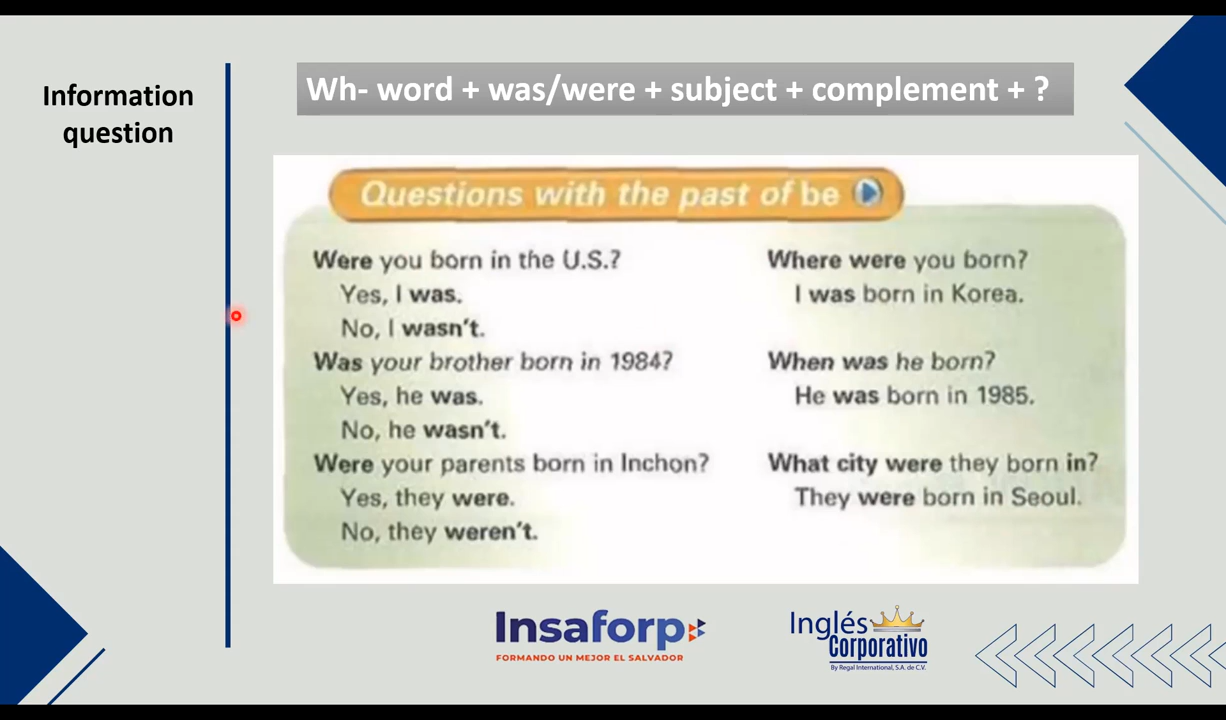 Information
question
Wh- word + was/were + subject + complement + ?
Questions with the past of be
Were you born in the U.S.?
Yes, I was.
No, I wasn't.
Was your brother born in 1984?
Yes, he was.
No, he wasn't.
Were your parents born in Inchon?
Yes, they were.
No, they weren't.
Where were you born?
I was born in Korea.
When was he born?
He was born in 1985.
What city were they born in?
They were born in Seoul.
Insaforp
FORMANDO UN MEJOR EL SALVADOR
Inglés
Corporativo
By Regal International, S.A. de C.V.